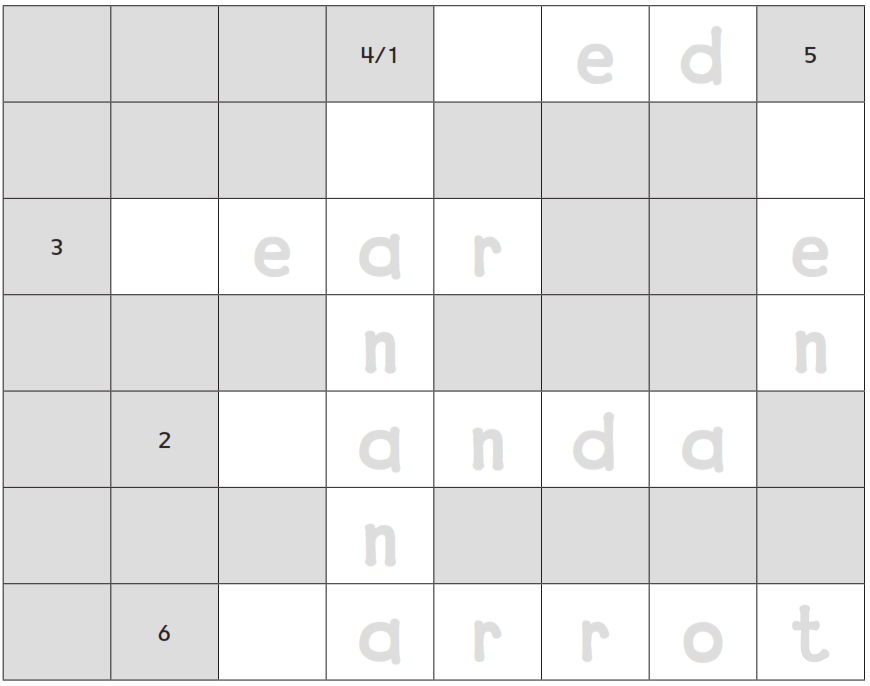 4/1 e d 5
3 e a r e
n n
2 a n d a
n
6 a r r o t